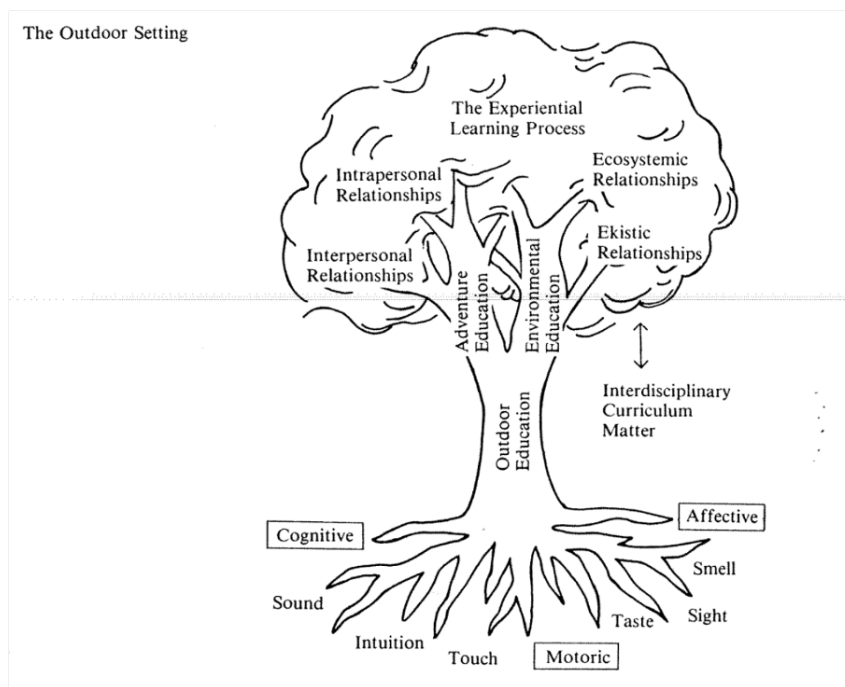 The Outdoor Setting
The Experiential
Learning Process
Intrapersonal
Relationships
Ecosystemic
Relationships
Interpersonal
Relationships
Ekistic
Relationships
Adventure
Education
Environmental
Education
Interdisciplinary
Curriculum
Matter
Outdoor
Education
Cognitive
Affective
Sound
Smell
Intuition
Taste
Sight
Touch
Motoric